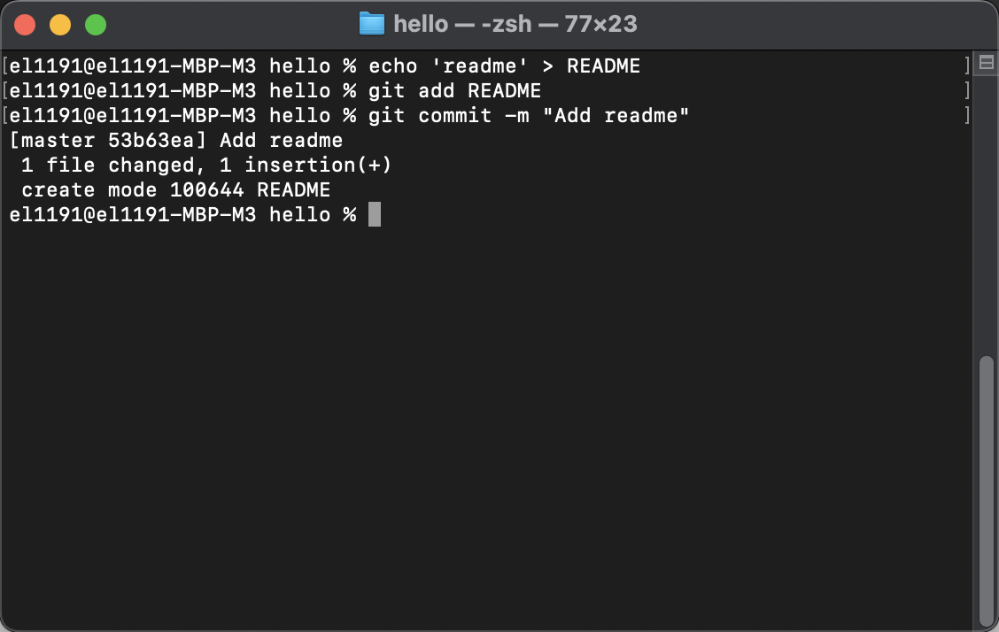 hello — -zsh — 77×23
[el1191@el1191-MBP-M3 hello % echo 'readme' > README ]
[el1191@el1191-MBP-M3 hello % git add README ]
[el1191@el1191-MBP-M3 hello % git commit -m "Add readme" ]
[master 53b63ea] Add readme
 1 file changed, 1 insertion(+)
 create mode 100644 README
el1191@el1191-MBP-M3 hello %